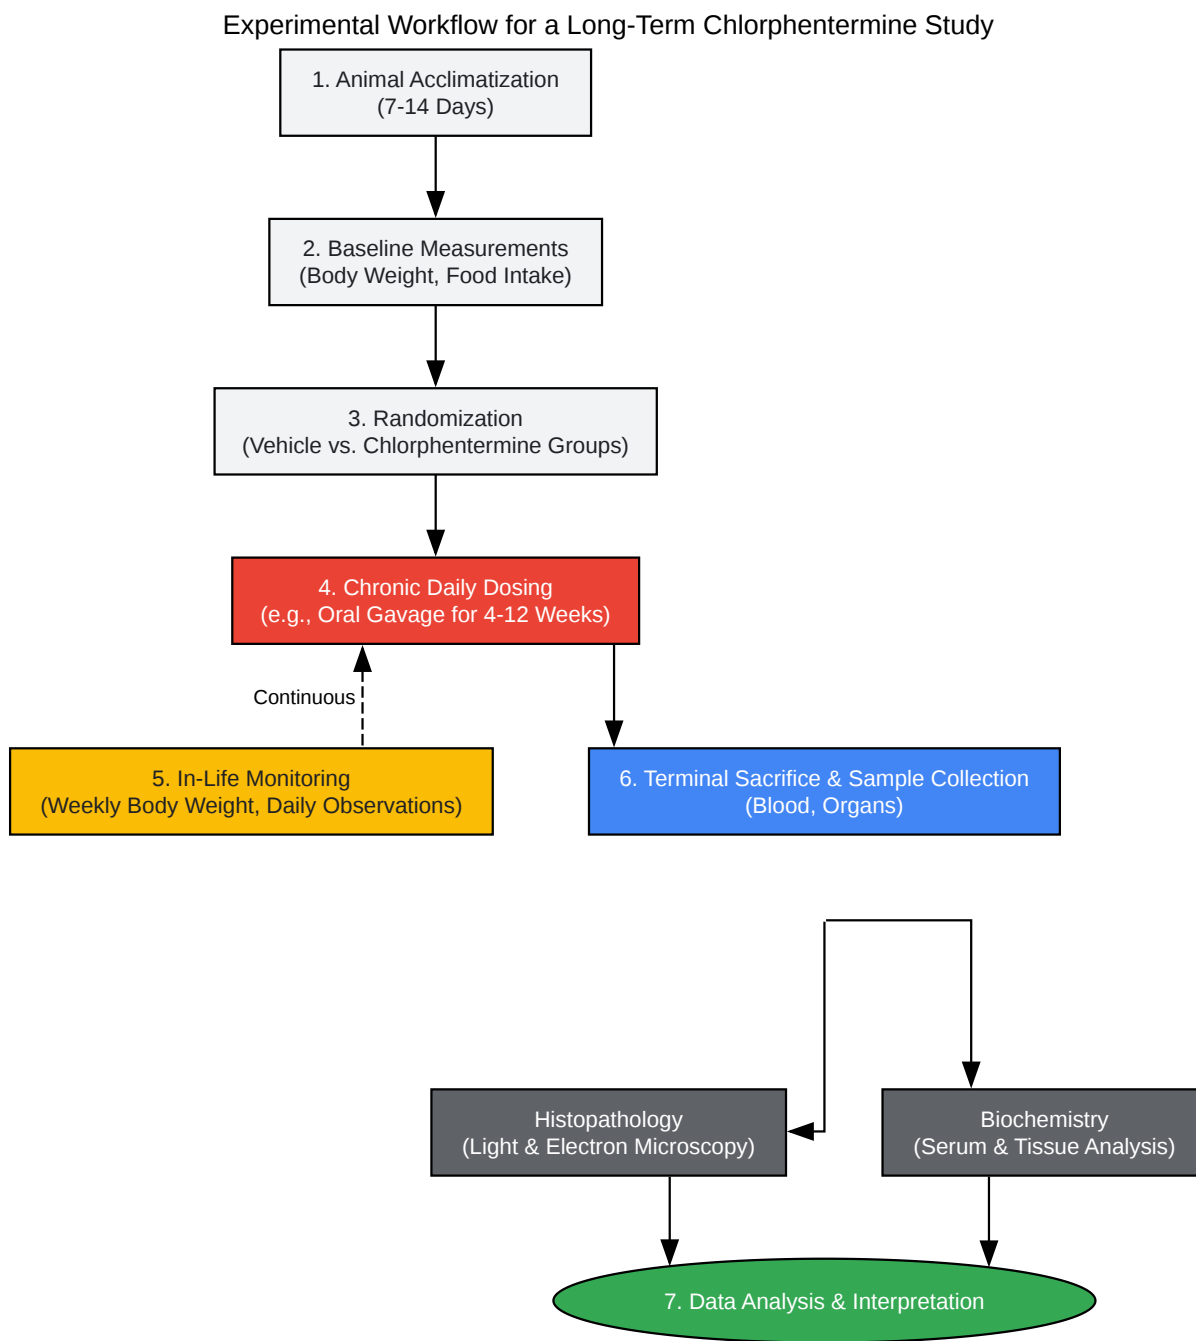 Experimental Workflow for a Long-Term Chlorphentermine Study
1. Animal Acclimatization
(7-14 Days)
2. Baseline Measurements
(Body Weight, Food Intake)
3. Randomization
(Vehicle vs. Chlorphentermine Groups)
4. Chronic Daily Dosing
(e.g., Oral Gavage for 4-12 Weeks)
Continuous
5. In-Life Monitoring
(Weekly Body Weight, Daily Observations)
6. Terminal Sacrifice & Sample Collection
(Blood, Organs)
Histopathology
(Light & Electron Microscopy)
Biochemistry
(Serum & Tissue Analysis)
7. Data Analysis & Interpretation